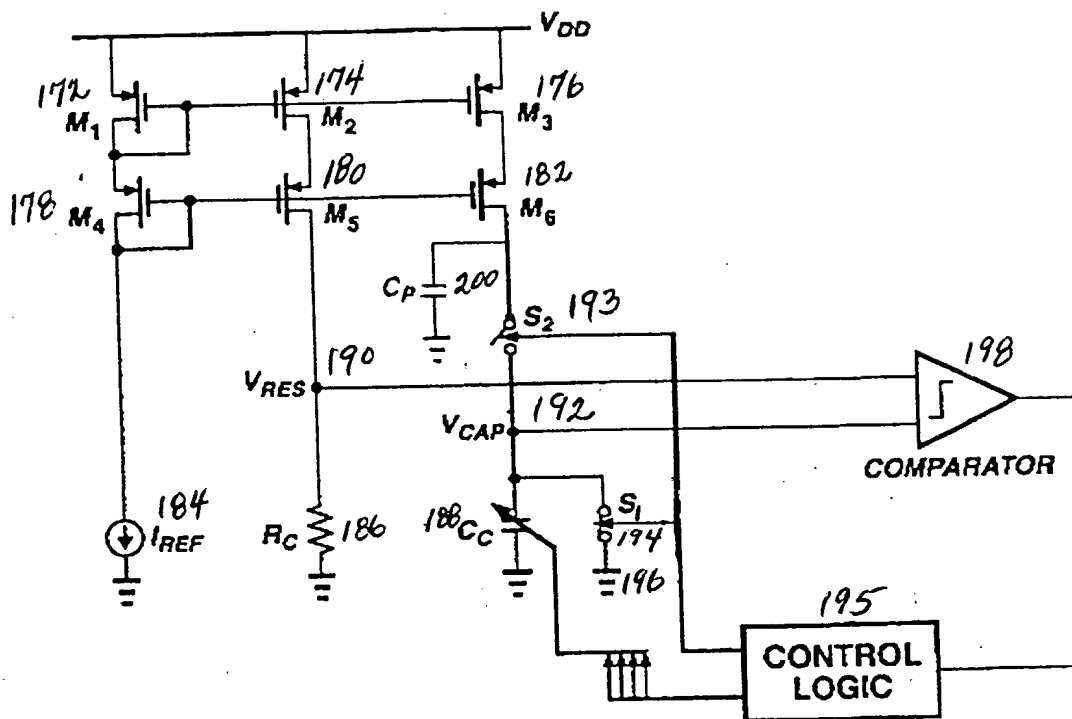 V_DD
172
174
176
M1
M2
M3
178
180
182
M4
M5
M6
CP
200
S2
193
190
198
VRES
192
VCAP
COMPARATOR
184
IREF
RC
186
188
CC
S1
194
196
195
CONTROL
LOGIC